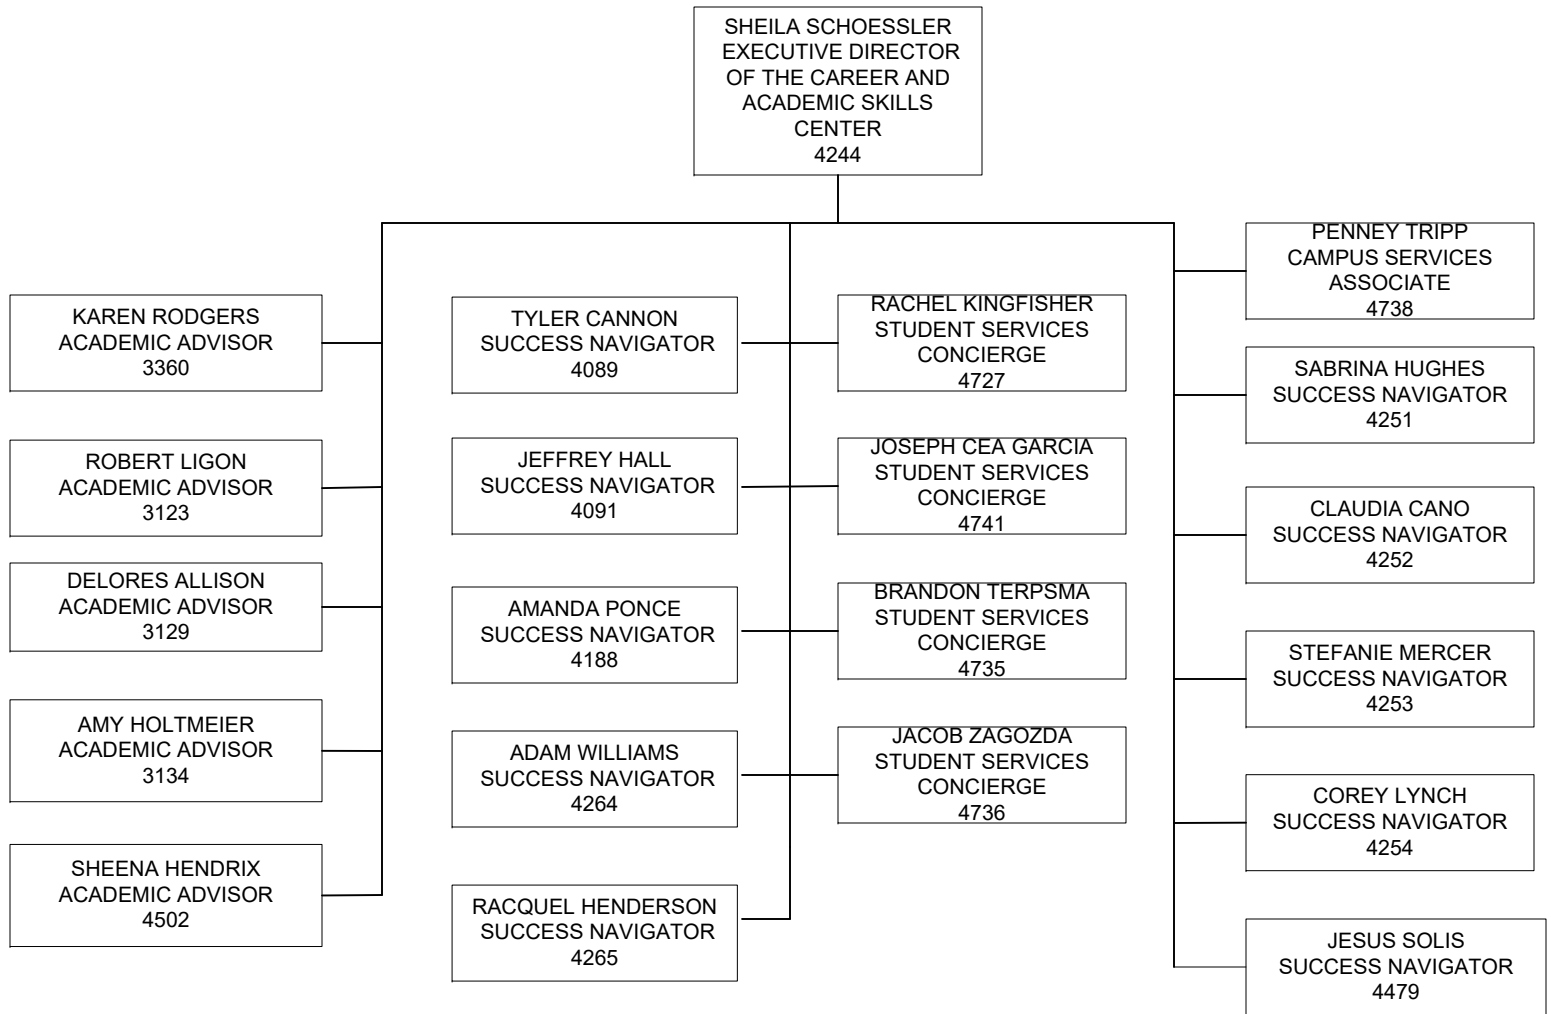 SHEILA SCHOESSLER
EXECUTIVE DIRECTOR
OF THE CAREER AND
ACADEMIC SKILLS
CENTER
4244
KAREN RODGERS
ACADEMIC ADVISOR
3360
ROBERT LIGON
ACADEMIC ADVISOR
3123
DELORES ALLISON
ACADEMIC ADVISOR
3129
AMY HOLTMEIER
ACADEMIC ADVISOR
3134
SHEENA HENDRIX
ACADEMIC ADVISOR
4502
TYLER CANNON
SUCCESS NAVIGATOR
4089
JEFFREY HALL
SUCCESS NAVIGATOR
4091
AMANDA PONCE
SUCCESS NAVIGATOR
4188
ADAM WILLIAMS
SUCCESS NAVIGATOR
4264
RACQUEL HENDERSON
SUCCESS NAVIGATOR
4265
RACHEL KINGFISHER
STUDENT SERVICES
CONCIERGE
4727
JOSEPH CEA GARCIA
STUDENT SERVICES
CONCIERGE
4741
BRANDON TERPSMA
STUDENT SERVICES
CONCIERGE
4735
JACOB ZAGOZDA
STUDENT SERVICES
CONCIERGE
4736
PENNEY TRIPP
CAMPUS SERVICES
ASSOCIATE
4738
SABRINA HUGHES
SUCCESS NAVIGATOR
4251
CLAUDIA CANO
SUCCESS NAVIGATOR
4252
STEFANIE MERCER
SUCCESS NAVIGATOR
4253
COREY LYNCH
SUCCESS NAVIGATOR
4254
JESUS SOLIS
SUCCESS NAVIGATOR
4479